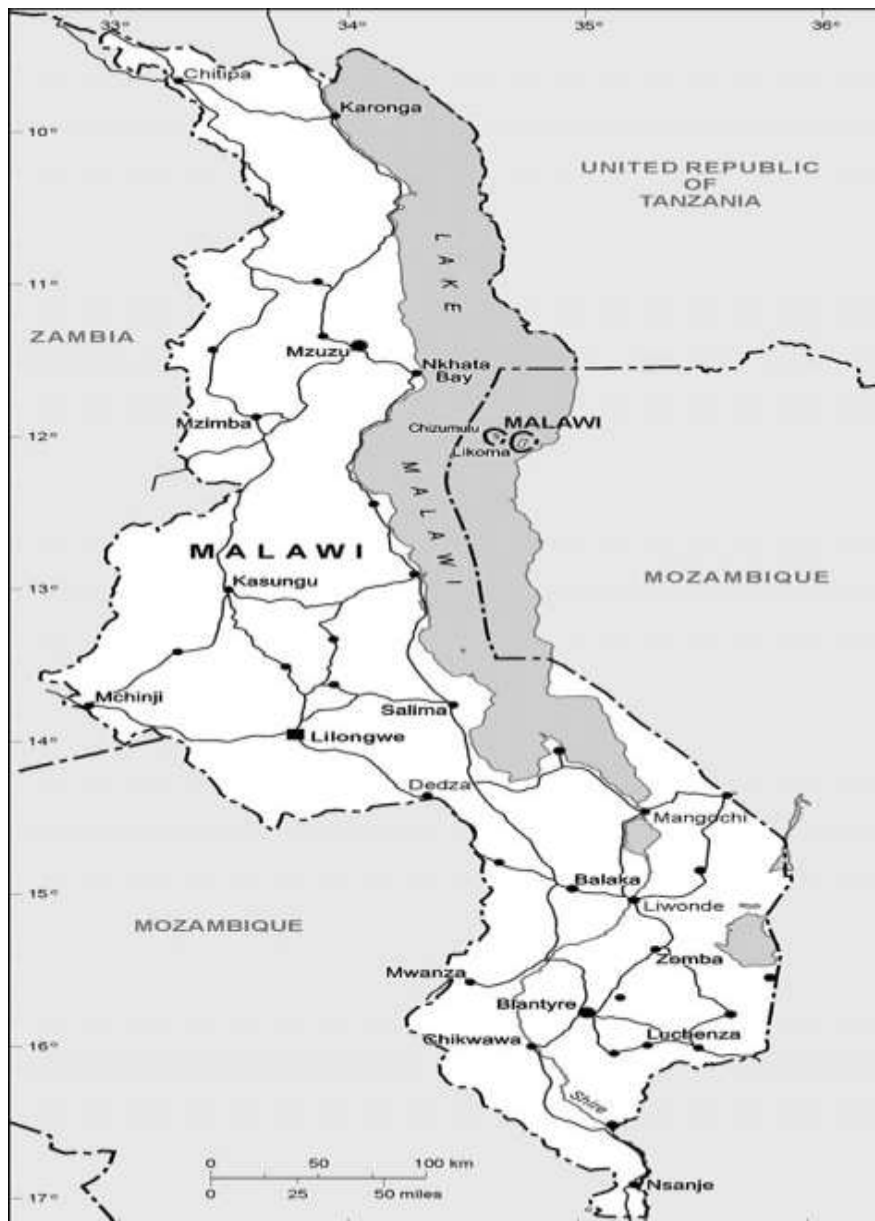 33° 34° 35° 36°
Chitipa
Karonga
10°
UNITED REPUBLIC
OF
TANZANIA
LAKE
11°
ZAMBIA
Mzuzu
Nkhata
Bay
Mzimba
Chizumulu MALAWI
12°
Likoma
MALAWI
MALAWI
Kasungu
MOZAMBIQUE
13°
Mchinji
Salima
14°
Lilongwe
Dedza
Mangochi
Balaka
15°
Liwonde
MOZAMBIQUE
Zomba
Mwanza
Blantyre
Luchenza
Chikwawa
16°
Shire
0 50 100 km
0 25 50 miles
Nsanje
17°